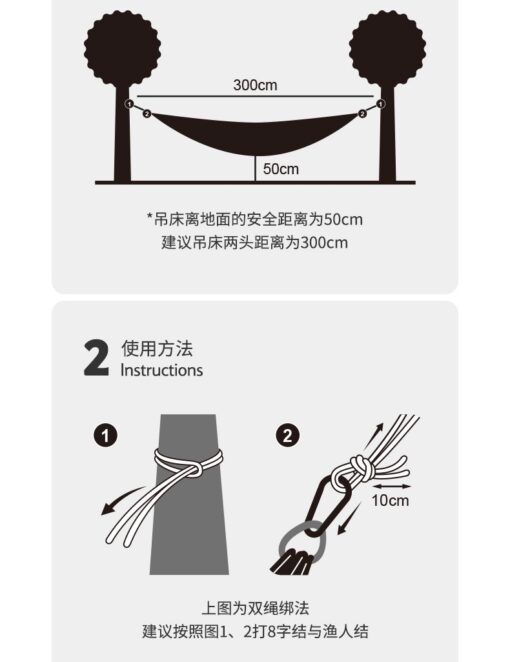 300cm
1
2
2
1
50cm
*吊床离地面的安全距离为50cm
建议吊床两头距离为300cm
2 使用方法
Instructions
1
2
10cm
上图为双绳绑法
建议按照图1、2打8字结与渔人结